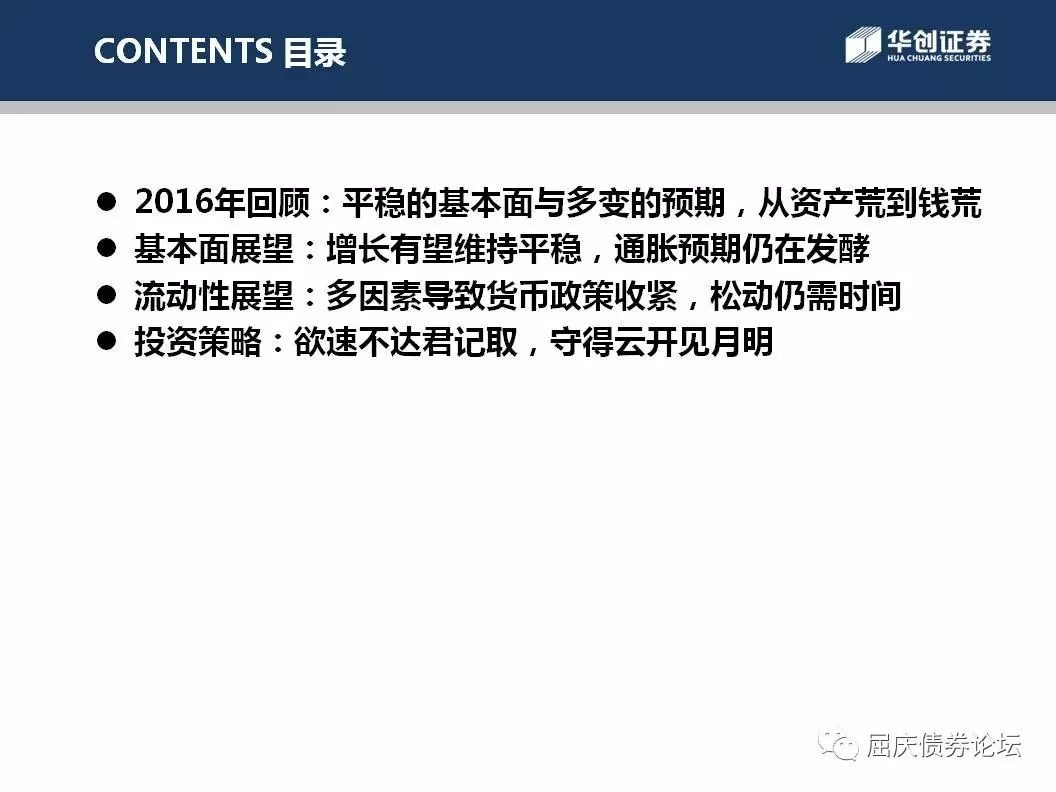 CONTENTS 目录
华创证券
HUA CHUANG SECURITIES
● 2016年回顾：平稳的基本面与多变的预期，从资产荒到钱荒
● 基本面展望：增长有望维持平稳，通胀预期仍在发酵
● 流动性展望：多因素导致货币政策收紧，松动仍需时间
● 投资策略：欲速不达君记取，守得云开见月明
屈庆债券论坛